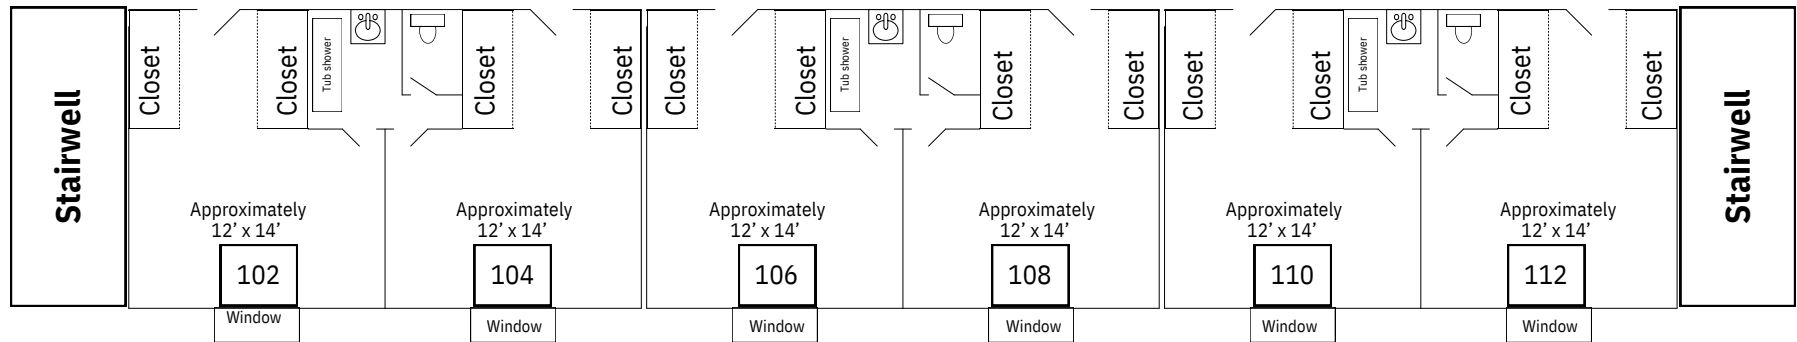 Stairwell
Closet
Closet
Tub shower
Closet
Closet
Closet
Closet
Tub shower
Closet
Closet
Closet
Closet
Tub shower
Closet
Closet
Stairwell
Approximately
12’ x 14’
102
Window
Approximately
12’ x 14’
104
Window
Approximately
12’ x 14’
106
Window
Approximately
12’ x 14’
108
Window
Approximately
12’ x 14’
110
Window
Approximately
12’ x 14’
112
Window